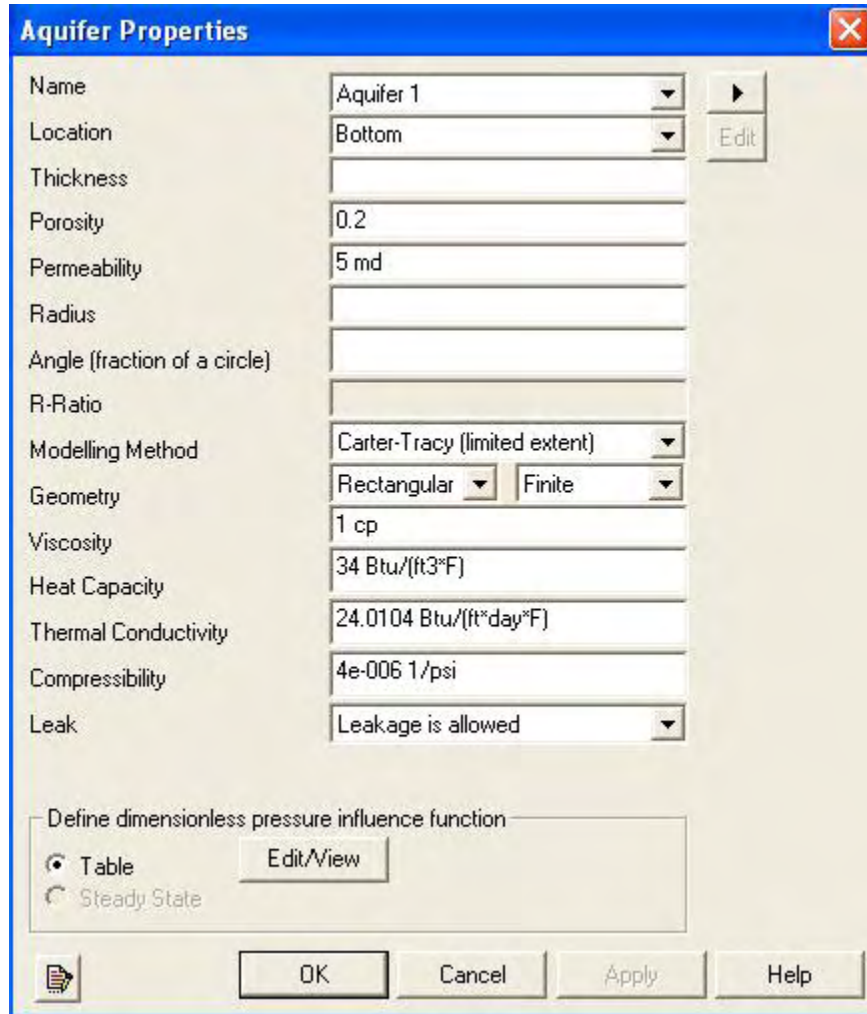 Aquifer Properties
Name Aquifer 1
Location Bottom Edit
Thickness
Porosity 0.2
Permeability 5 md
Radius
Angle (fraction of a circle)
R-Ratio
Modelling Method Carter-Tracy (limited extent)
Geometry Rectangular Finite
Viscosity 1 cp
Heat Capacity 34 Btu/(ft3*F)
Thermal Conductivity 24.0104 Btu/(ft*day*F)
Compressibility 4e-006 1/psi
Leak Leakage is allowed
Define dimensionless pressure influence function
Table Edit/View
Steady State
OK Cancel Apply Help